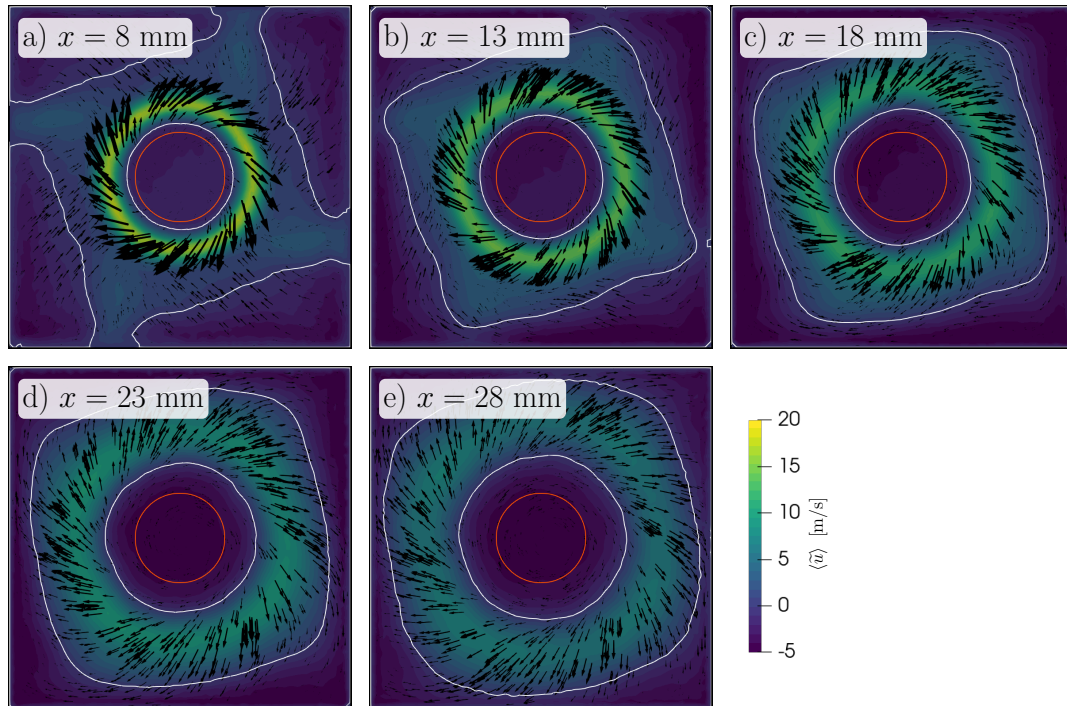 a) x = 8 mm
b) x = 13 mm
c) x = 18 mm
d) x = 23 mm
e) x = 28 mm
20
15
10
5
0
-5
⟨ũ⟩ [m/s]